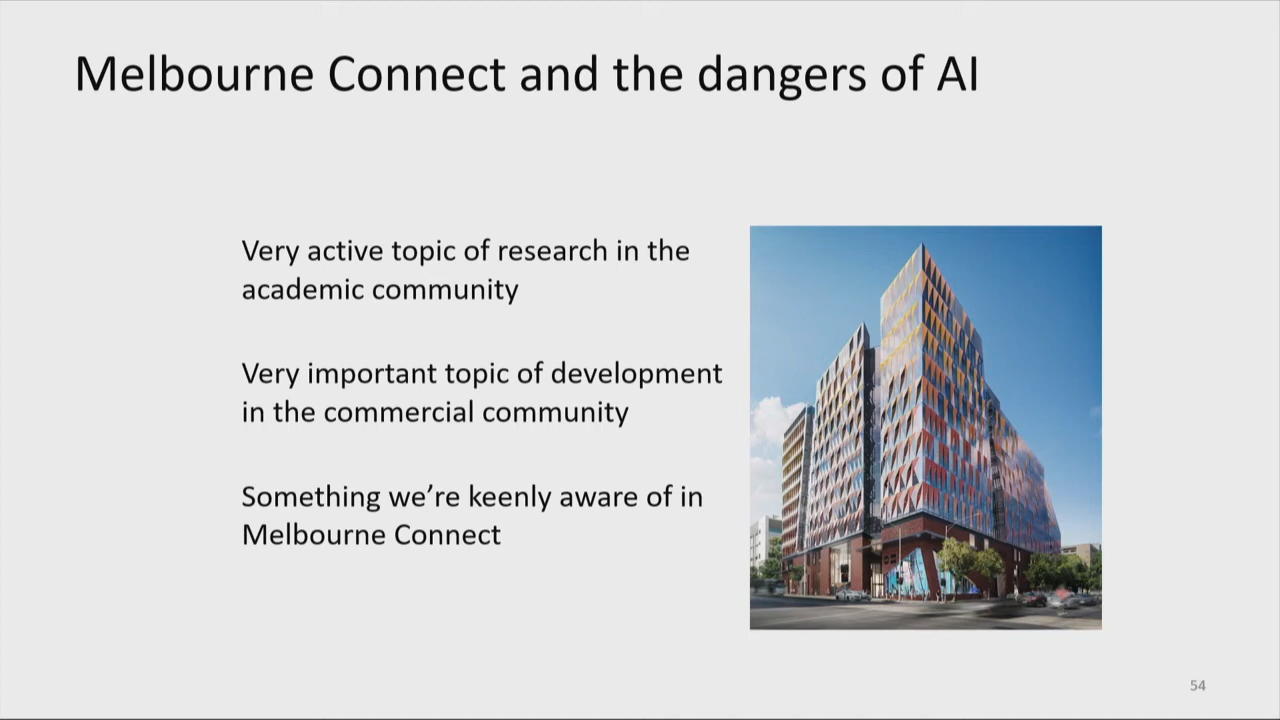 Melbourne Connect and the dangers of AI
Very active topic of research in the
academic community
Very important topic of development
in the commercial community
Something we’re keenly aware of in
Melbourne Connect
54